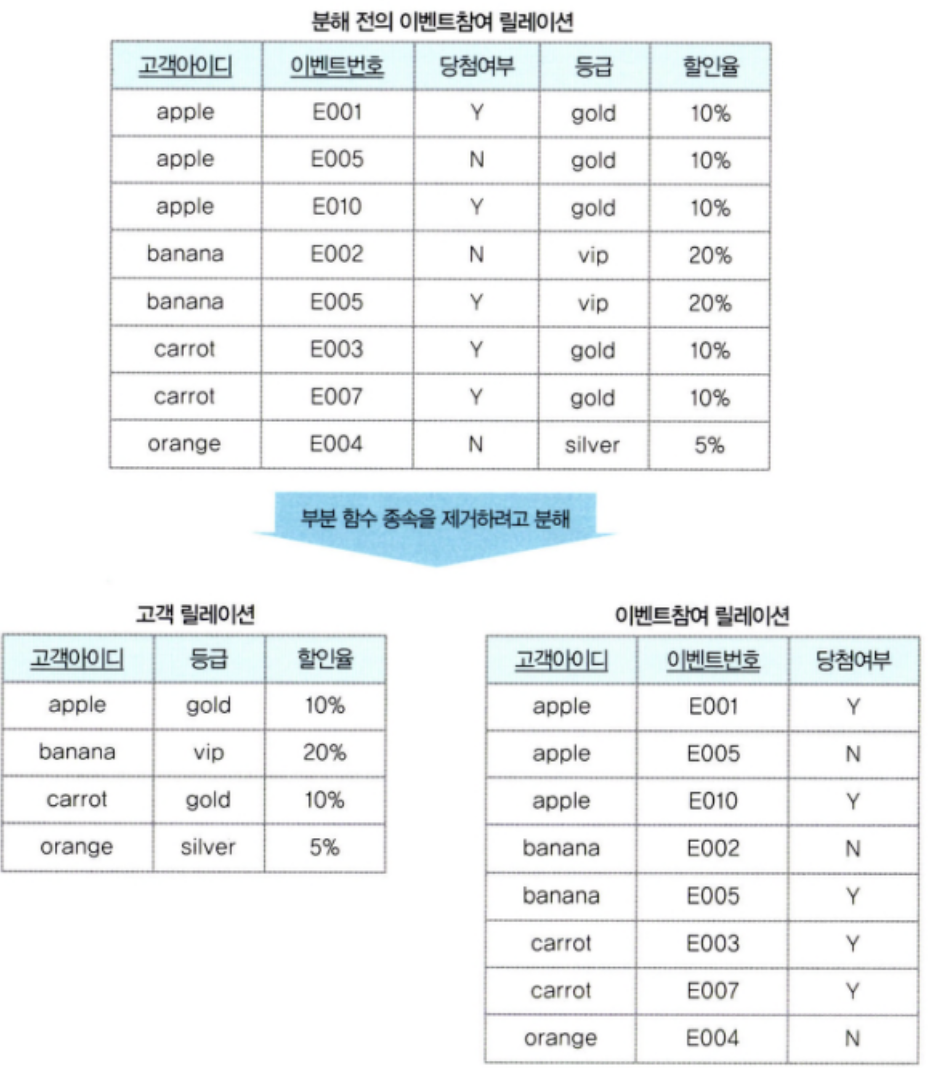 분해 전의 이벤트참여 릴레이션
고객아이디 이벤트번호 당첨여부 등급 할인율
apple E001 Y gold 10%
apple E005 N gold 10%
apple E010 Y gold 10%
banana E002 N vip 20%
banana E005 Y vip 20%
carrot E003 Y gold 10%
carrot E007 Y gold 10%
orange E004 N silver 5%
부분 함수 종속을 제거하려고 분해
고객 릴레이션
고객아이디 등급 할인율
apple gold 10%
banana vip 20%
carrot gold 10%
orange silver 5%
이벤트참여 릴레이션
고객아이디 이벤트번호 당첨여부
apple E001 Y
apple E005 N
apple E010 Y
banana E002 N
banana E005 Y
carrot E003 Y
carrot E007 Y
orange E004 N